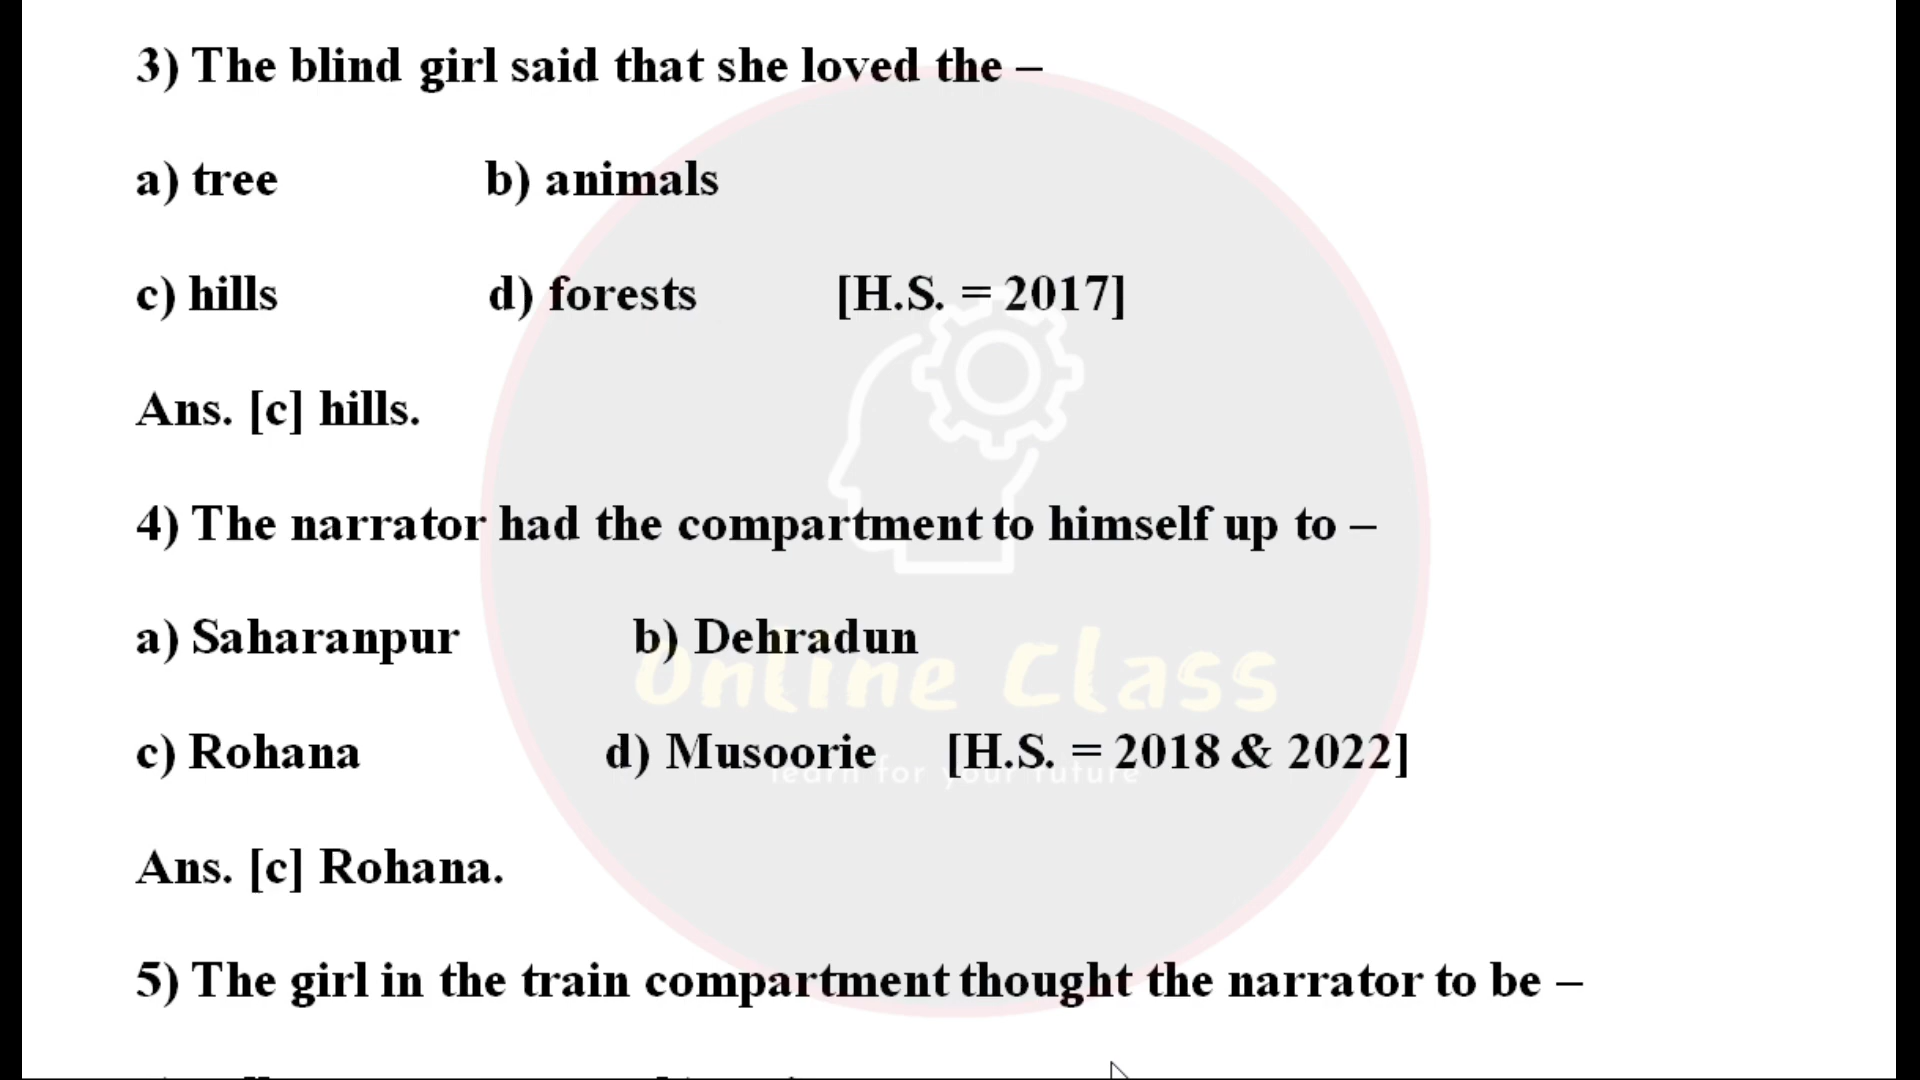 3) The blind girl said that she loved the –
a) tree b) animals
c) hills d) forests [H.S. = 2017]
Ans. [c] hills.
4) The narrator had the compartment to himself up to –
a) Saharanpur b) Dehradun
Online Class
c) Rohana d) Musoorie [H.S. = 2018 & 2022]
learn for your future
Ans. [c] Rohana.
5) The girl in the train compartment thought the narrator to be –